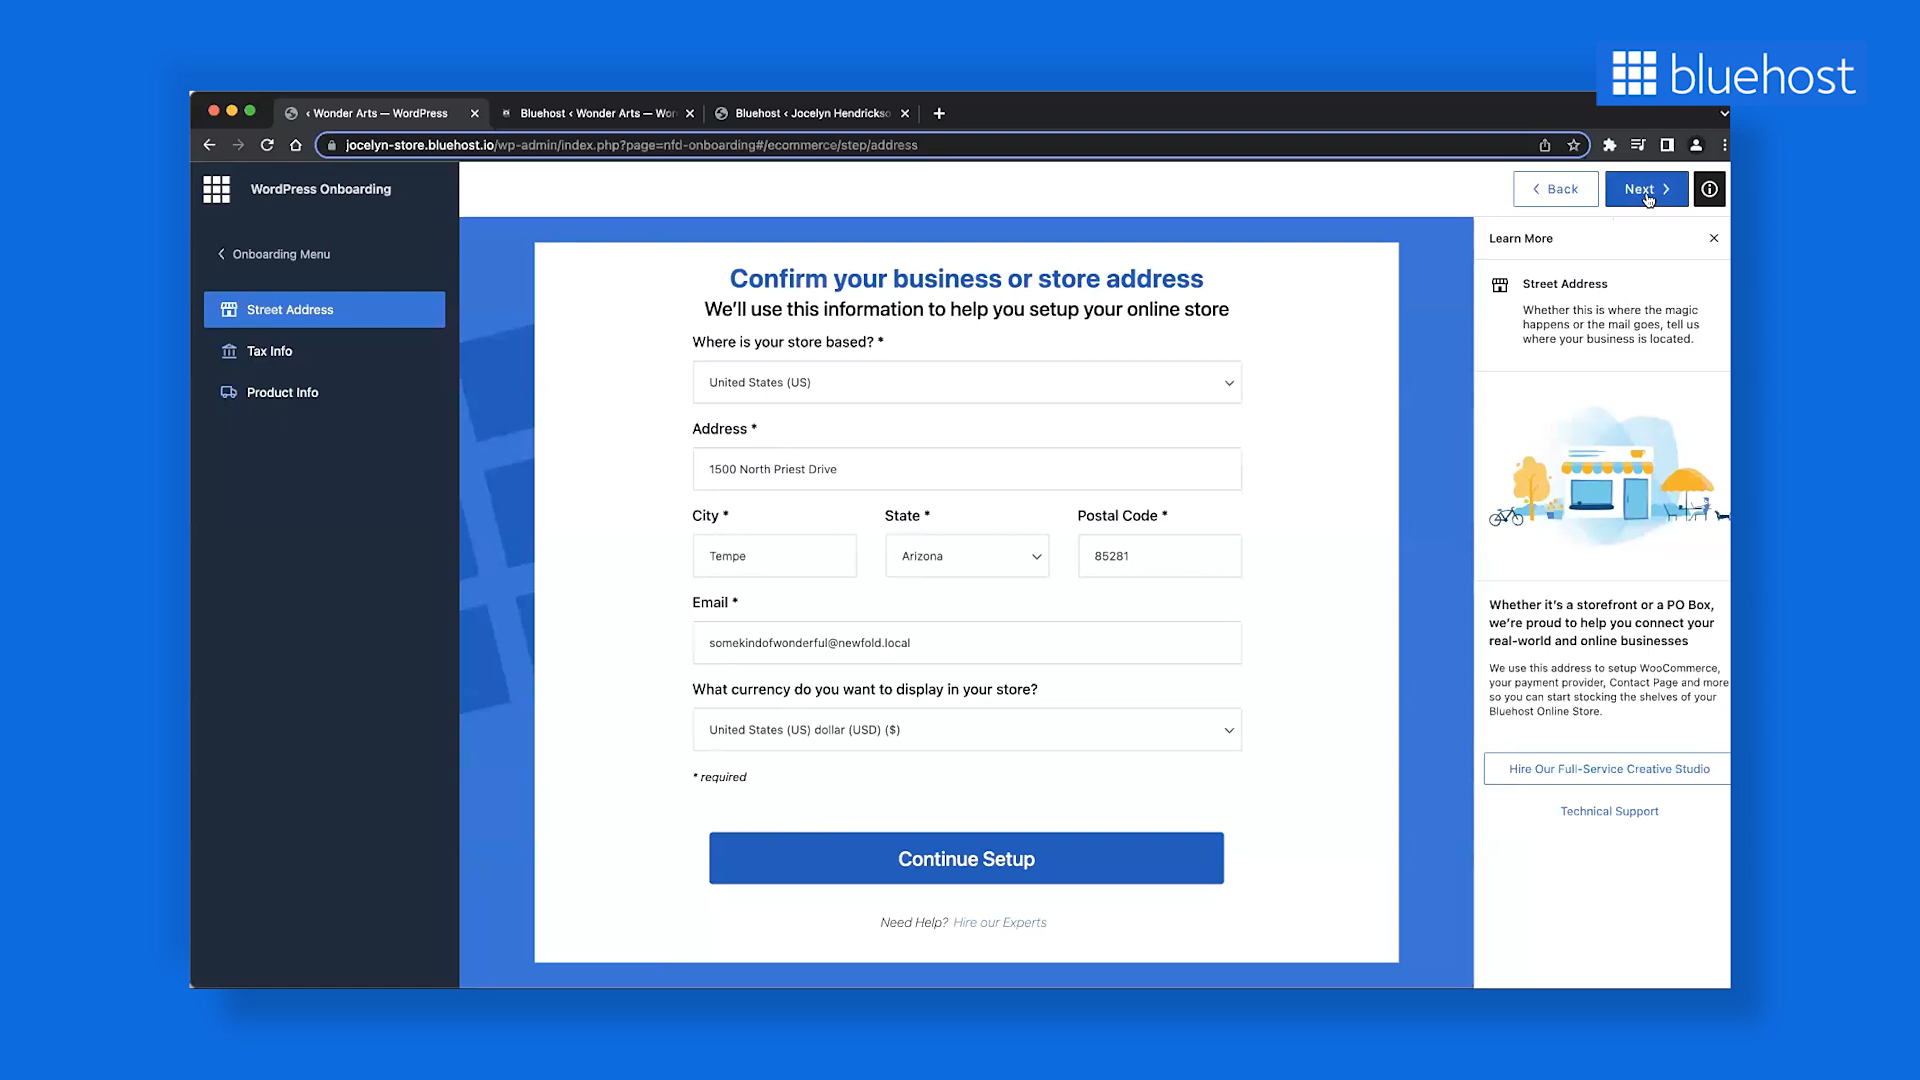 bluehost
‹ Wonder Arts — WordPress
Bluehost ‹ Wonder Arts — Wor
Bluehost ‹ Jocelyn Hendrickso
jocelyn-store.bluehost.io/wp-admin/index.php?page=nfd-onboarding#/ecommerce/step/address
WordPress Onboarding
Back
Next
Onboarding Menu
Street Address
Tax Info
Product Info
Confirm your business or store address
We'll use this information to help you setup your online store
Where is your store based? *
United States (US)
Address *
1500 North Priest Drive
City *
State *
Postal Code *
Tempe
Arizona
85281
Email *
somekindofwonderful@newfold.local
What currency do you want to display in your store?
United States (US) dollar (USD) ($)
* required
Continue Setup
Need Help? Hire our Experts
Learn More
Street Address
Whether this is where the magic
happens or the mail goes, tell us
where your business is located.
Whether it's a storefront or a PO Box,
we're proud to help you connect your
real-world and online businesses
We use this address to setup WooCommerce,
your payment provider, Contact Page and more
so you can start stocking the shelves of your
Bluehost Online Store.
Hire Our Full-Service Creative Studio
Technical Support